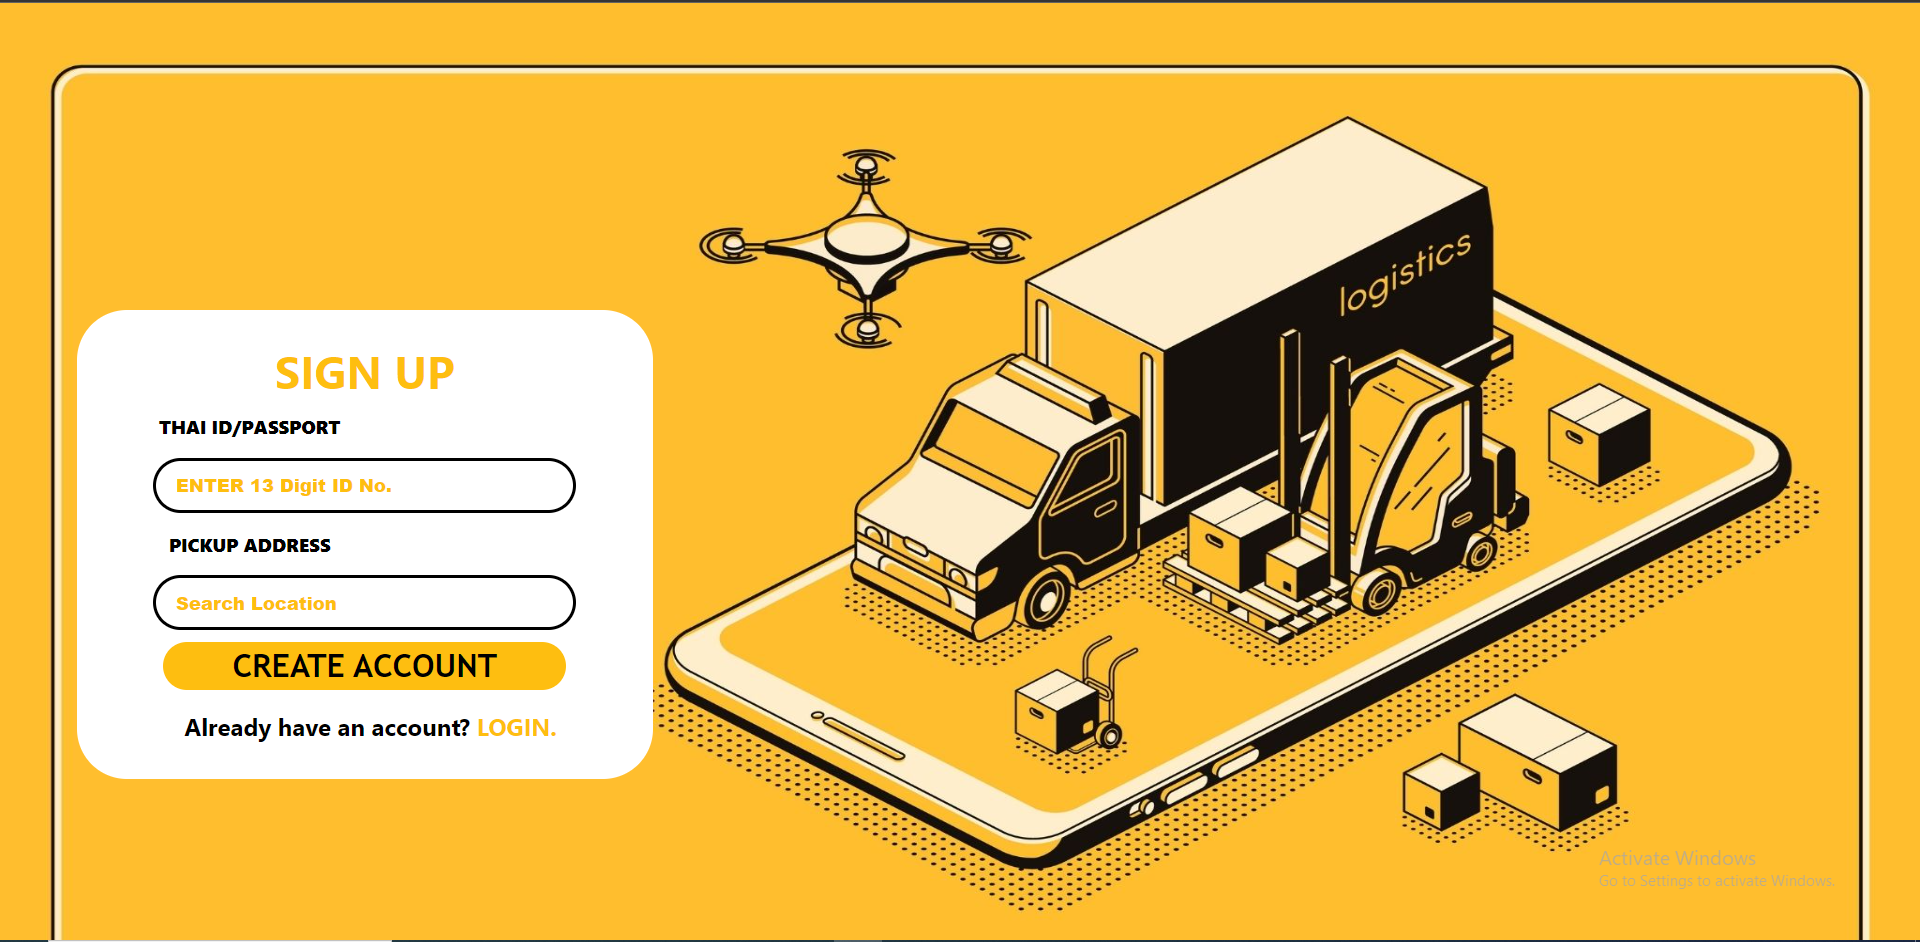 logistics
SIGN UP
THAI ID/PASSPORT
ENTER 13 Digit ID No.
PICKUP ADDRESS
Search Location
CREATE ACCOUNT
Already have an account? LOGIN.
Activate Windows
Go to Settings to activate Windows.